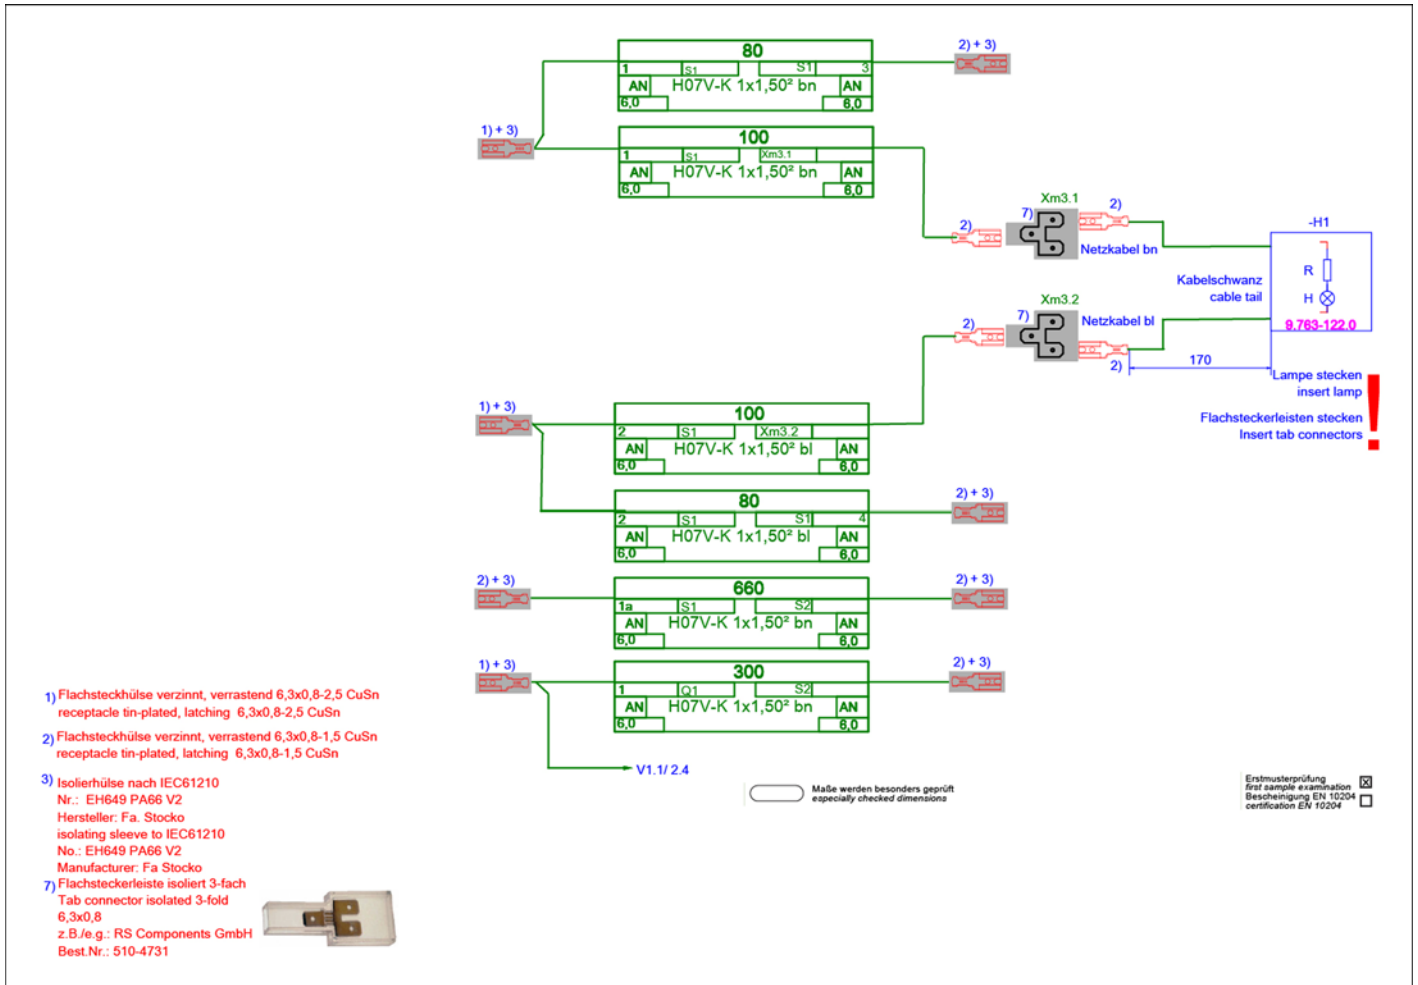 80
1 S1 S1 3
AN H07V-K 1x1,50² bn AN
6,0 6,0
2) + 3)
1) + 3)
100
1 S1 Xm3.1
AN H07V-K 1x1,50² bn AN
6,0 6,0
2)
Xm3.1
7)
2)
Netzkabel bn
-H1
R
H
9.763-122.0
Kabelschwanz
cable tail
Xm3.2
2)
7)
Netzkabel bl
2)
170
Lampe stecken
insert lamp
Flachsteckerleisten stecken
Insert tab connectors
!
1) + 3)
100
2 S1 Xm3.2
AN H07V-K 1x1,50² bl AN
6,0 6,0
80
2 S1 S1 4
AN H07V-K 1x1,50² bl AN
6,0 6,0
2) + 3)
2) + 3)
660
1a S1 S2
AN H07V-K 1x1,50² bn AN
6,0 6,0
2) + 3)
1) + 3)
300
1 Q1 S2
AN H07V-K 1x1,50² bn AN
6,0 6,0
2) + 3)
V1.1/ 2.4
1) Flachsteckhülse verzinnt, verrastend 6,3x0,8-2,5 CuSn
receptacle tin-plated, latching 6,3x0,8-2,5 CuSn
2) Flachsteckhülse verzinnt, verrastend 6,3x0,8-1,5 CuSn
receptacle tin-plated, latching 6,3x0,8-1,5 CuSn
3) Isolierhülse nach IEC61210
Nr.: EH649 PA66 V2
Hersteller: Fa. Stocko
isolating sleeve to IEC61210
No.: EH649 PA66 V2
Manufacturer: Fa Stocko
7) Flachsteckerleiste isoliert 3-fach
Tab connector isolated 3-fold
6,3x0,8
z.B./e.g.: RS Components GmbH
Best.Nr.: 510-4731
Maße werden besonders geprüft
especially checked dimensions
Erstmusterprüfung
first sample examination
Bescheinigung EN 10204
certification EN 10204